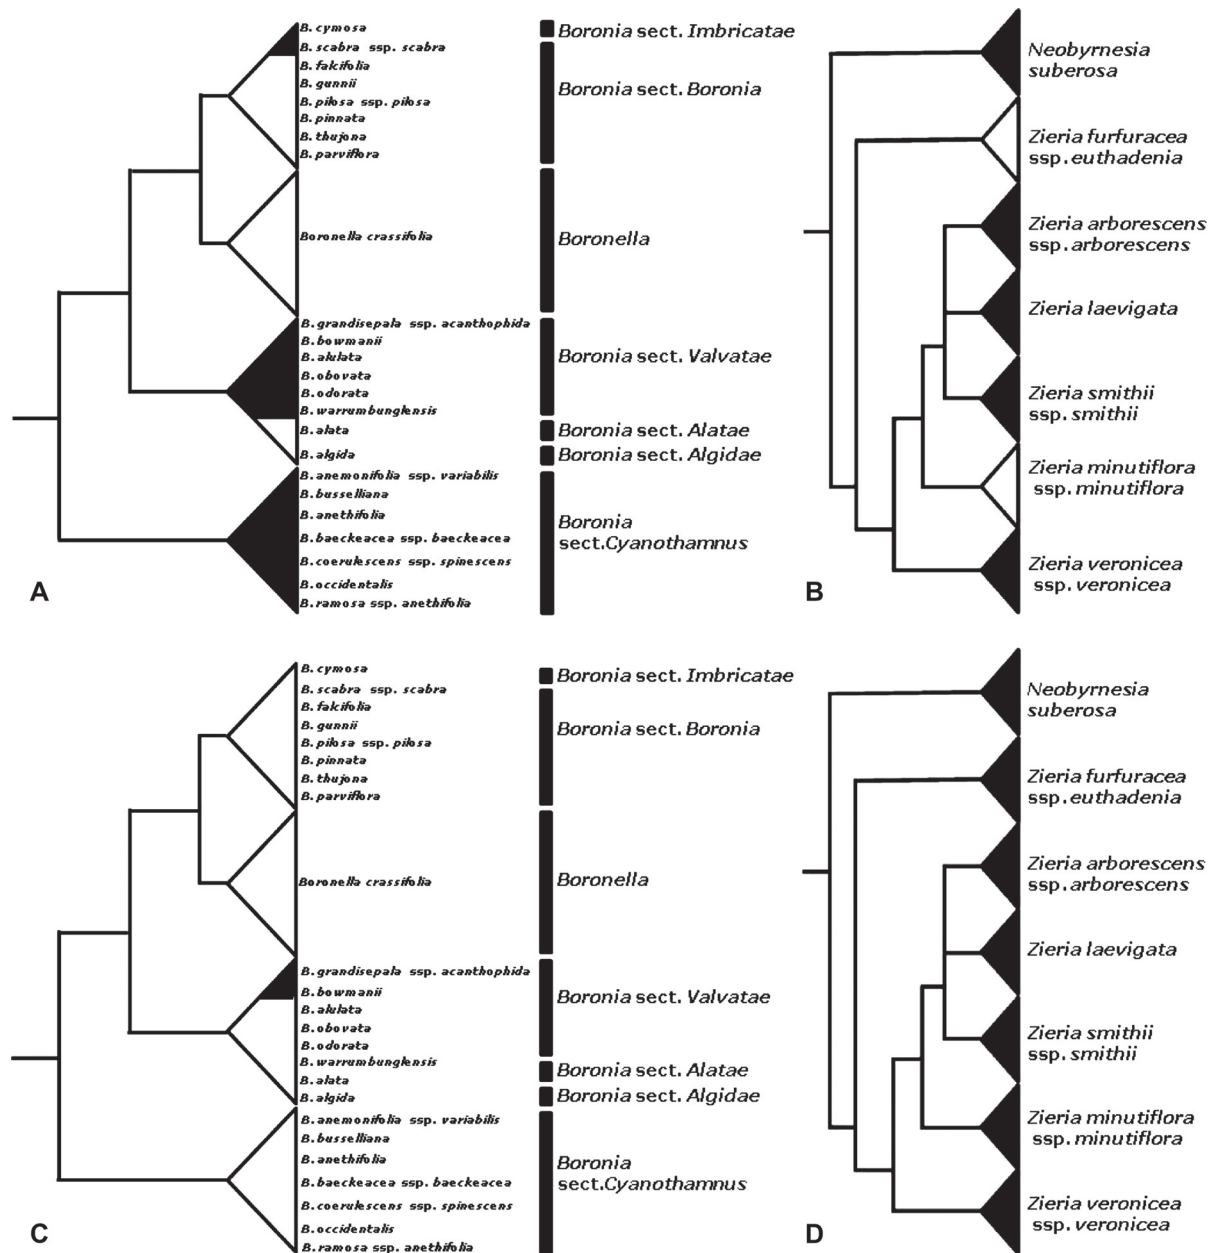 B. cymosa
B. scabra ssp. scabra
B. falcifolia
B. gunnii
B. pilosa ssp. pilosa
B. pinnata
B. thujona
B. parviflora
Boronella crassifolia
B. grandisepala ssp. acanthophida
B. bowmanii
B. alulata
B. obovata
B. odorata
B. warrumbunglensis
B. alata
B. algida
B. anemonifolia ssp. variabilis
B. busselliana
B. anethifolia
B. baeckeacea ssp. baeckeacea
B. coerulescens ssp. spinescens
B. occidentalis
B. ramosa ssp. anethifolia
Boronia sect. Imbricatae
Boronia sect. Boronia
Boronella
Boronia sect. Valvatae
Boronia sect. Alatae
Boronia sect. Algidae
Boronia
sect.Cyanothamnus
A
Neobyrnesia
suberosa
Zieria furfuracea
ssp. euthadenia
Zieria arborescens
ssp. arborescens
Zieria laevigata
Zieria smithii
ssp. smithii
Zieria minutiflora
ssp. minutiflora
Zieria veronicea
ssp. veronicea
B
B. cymosa
B. scabra ssp. scabra
B. falcifolia
B. gunnii
B. pilosa ssp. pilosa
B. pinnata
B. thujona
B. parviflora
Boronella crassifolia
B. grandisepala ssp. acanthophida
B. bowmanii
B. alulata
B. obovata
B. odorata
B. warrumbunglensis
B. alata
B. algida
B. anemonifolia ssp. variabilis
B. busselliana
B. anethifolia
B. baeckeacea ssp. baeckeacea
B. coerulescens ssp. spinescens
B. occidentalis
B. ramosa ssp. anethifolia
Boronia sect. Imbricatae
Boronia sect. Boronia
Boronella
Boronia sect. Valvatae
Boronia sect. Alatae
Boronia sect. Algidae
Boronia
sect.Cyanothamnus
C
Neobyrnesia
suberosa
Zieria furfuracea
ssp. euthadenia
Zieria arborescens
ssp. arborescens
Zieria laevigata
Zieria smithii
ssp. smithii
Zieria minutiflora
ssp. minutiflora
Zieria veronicea
ssp. veronicea
D